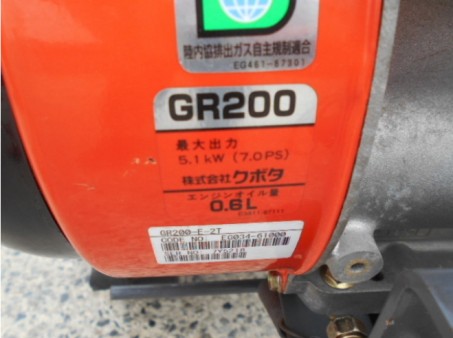 陸内協排出ガス自主規制適合
EG461-87301
GR200
最大出力
5.1kW (7.0PS)
株式会社クボタ
エンジンオイル量
0.6L
GR200-E-2T
CODE NO. EG034-61000